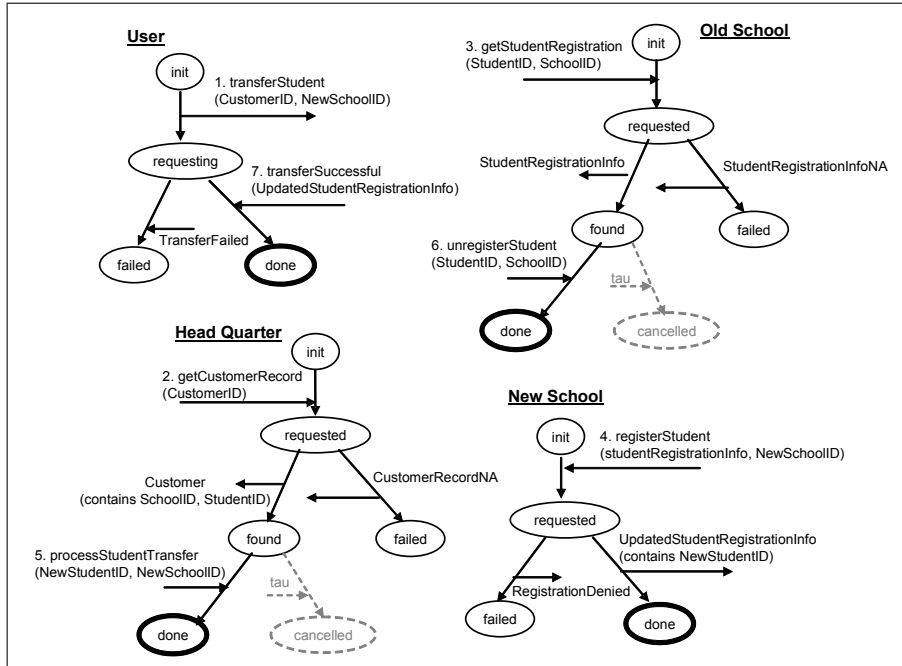 User
init
1. transferStudent
(CustomerID, NewSchoolID)
requesting
7. transferSuccessful
(UpdatedStudentRegistrationInfo)
TransferFailed
failed
done
Old School
3. getStudentRegistration
(StudentID, SchoolID)
init
requested
StudentRegistrationInfo
StudentRegistrationInfoNA
found
failed
6. unregisterStudent
(StudentID, SchoolID)
tau
done
cancelled
Head Quarter
init
2. getCustomerRecord
(CustomerID)
requested
Customer
(contains SchoolID, StudentID)
CustomerRecordNA
found
failed
5. processStudentTransfer
(NewStudentID, NewSchoolID)
tau
done
cancelled
New School
init
4. registerStudent
(studentRegistrationInfo, NewSchoolID)
requested
UpdatedStudentRegistrationInfo
(contains NewStudentID)
RegistrationDenied
failed
done